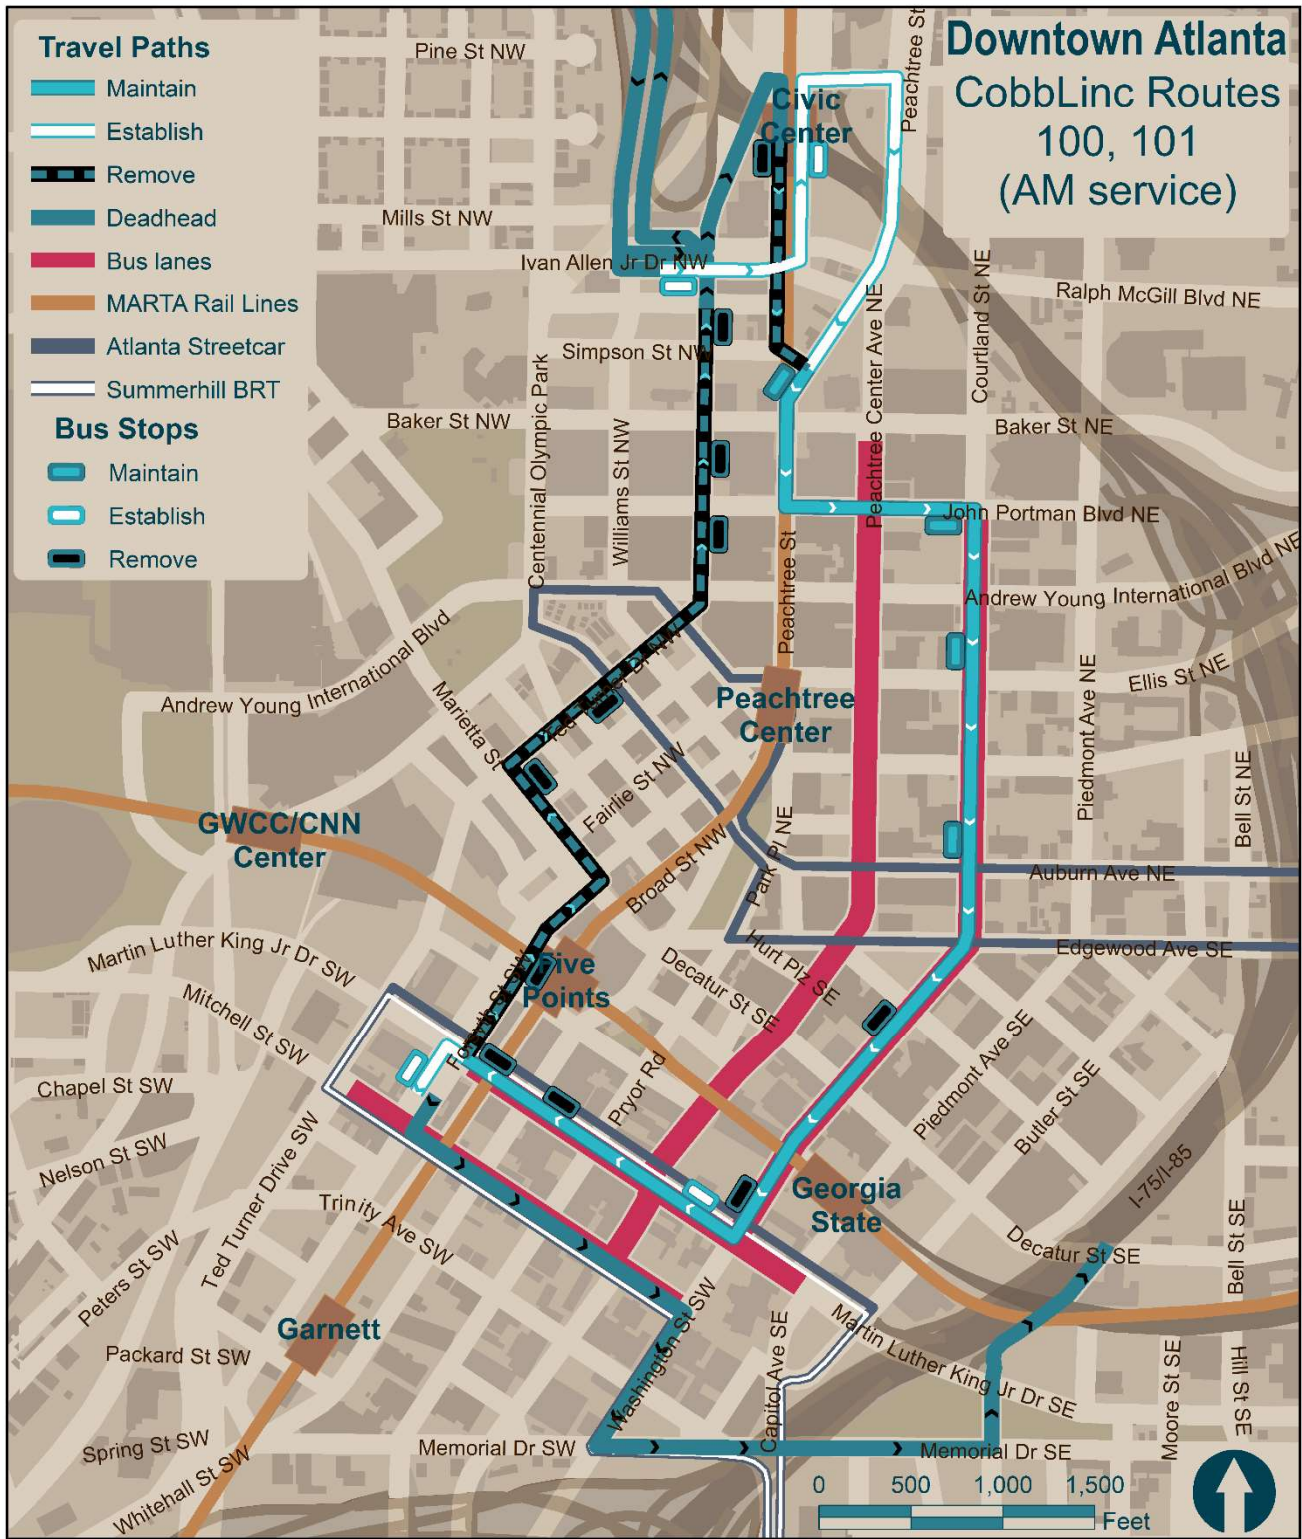 Travel Paths
Maintain
Establish
Remove
Deadhead
Bus lanes
MARTA Rail Lines
Atlanta Streetcar
Summerhill BRT
Bus Stops
Maintain
Establish
Remove
Downtown Atlanta
CobbLinc Routes
100, 101
(AM service)
Pine St NW
Peachtree St
Civic
Center
Mills St NW
Ivan Allen Jr Dr NW
Courtland St NE
Ralph McGill Blvd NE
Peachtree Center Ave NE
Simpson St NW
Centennial Olympic Park
Baker St NW
Williams St NW
Baker St NE
John Portman Blvd NE
Peachtree St
Andrew Young International Blvd NE
Andrew Young International Blvd
Marietta St
Ted Turner Dr NW
Peachtree
Center
Ellis St NE
Piedmont Ave NE
Bell St NE
Fairlie St NW
GWCC/CNN
Center
Broad St NW
Park Pl NE
Auburn Ave NE
Edgewood Ave SE
Hurt Plz SE
Decatur St SE
Martin Luther King Jr Dr SW
Mitchell St SW
Forsyth St SW
Five
Points
Pryor Rd
Piedmont Ave SE
Butler St SE
Chapel St SW
Nelson St SW
Ted Turner Drive SW
Trinity Ave SW
Peters St SW
Georgia
State
I-75/I-85
Decatur St SE
Bell St SE
Garnett
Packard St SW
Washington St SW
Capitol Ave SE
Martin Luther King Jr Dr SE
Moore St SE
Hill St SE
Spring St SW
Whitehall St SW
Memorial Dr SW
Memorial Dr SE
0 500 1,000 1,500
Feet